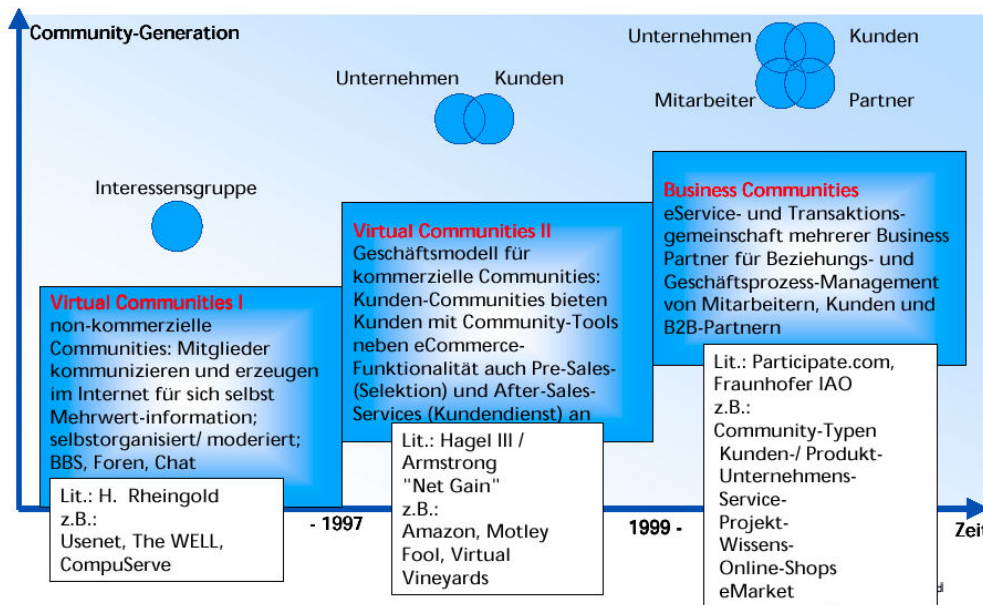 Community-Generation
Unternehmen
Kunden
Mitarbeiter
Partner
Unternehmen
Kunden
Interessensgruppe
Virtual Communities I
non-kommerzielle
Communities: Mitglieder
kommunizieren und erzeugen
im Internet für sich selbst
Mehrwert-information;
selbstorganisiert/ moderiert;
BBS, Foren, Chat
Lit.: H. Rheingold
z.B.:
Usenet, The WELL,
CompuServe
Virtual Communities II
Geschäftsmodell für
kommerzielle Communities:
Kunden-Communities bieten
Kunden mit Community-Tools
neben eCommerce-
Funktionalität auch Pre-Sales-
(Selektion) und After-Sales-
Services (Kundendienst) an
Lit.: Hagel III /
Armstrong
"Net Gain"
z.B.:
Amazon, Motley
Fool, Virtual
Vineyards
Business Communities
eService- und Transaktions-
gemeinschaft mehrerer Business
Partner für Beziehungs- und
Geschäftsprozess-Management
von Mitarbeitern, Kunden und
B2B-Partnern
Lit.: Participate.com,
Fraunhofer IAO
z.B.:
Community-Typen
Kunden-/ Produkt-
Unternehmens-
Service-
Projekt-
Wissens-
Online-Shops
eMarket
- 1997
1999 -
Zeit